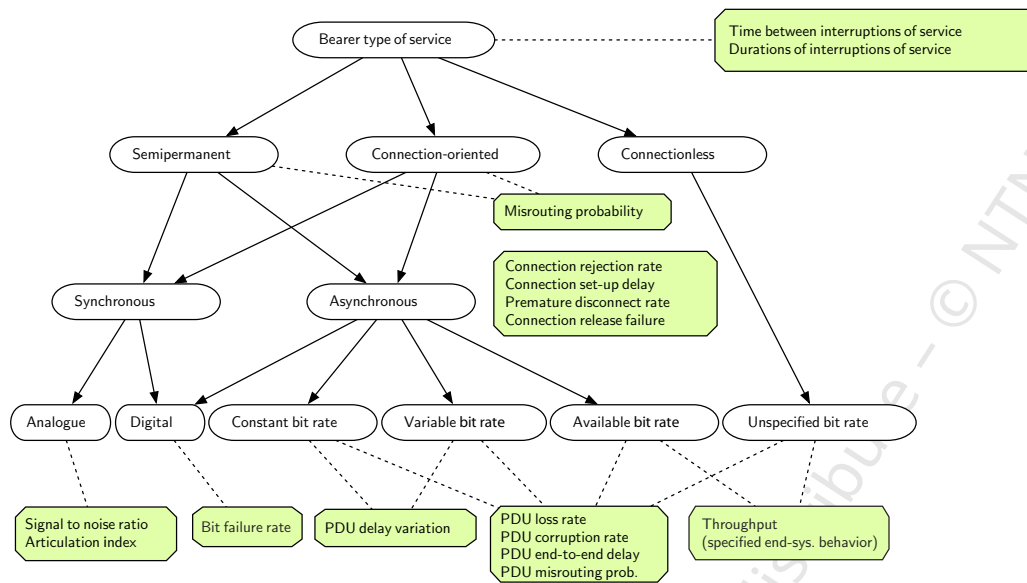 Bearer type of service
Time between interruptions of service
Durations of interruptions of service
Semipermanent
Connection-oriented
Connectionless
Misrouting probability
Connection rejection rate
Connection set-up delay
Premature disconnect rate
Connection release failure
Synchronous
Asynchronous
Analogue
Digital
Constant bit rate
Variable bit rate
Available bit rate
Unspecified bit rate
Signal to noise ratio
Articulation index
Bit failure rate
PDU delay variation
PDU loss rate
PDU corruption rate
PDU end-to-end delay
PDU misrouting prob.
Throughput
(specified end-sys. behavior)
– ©